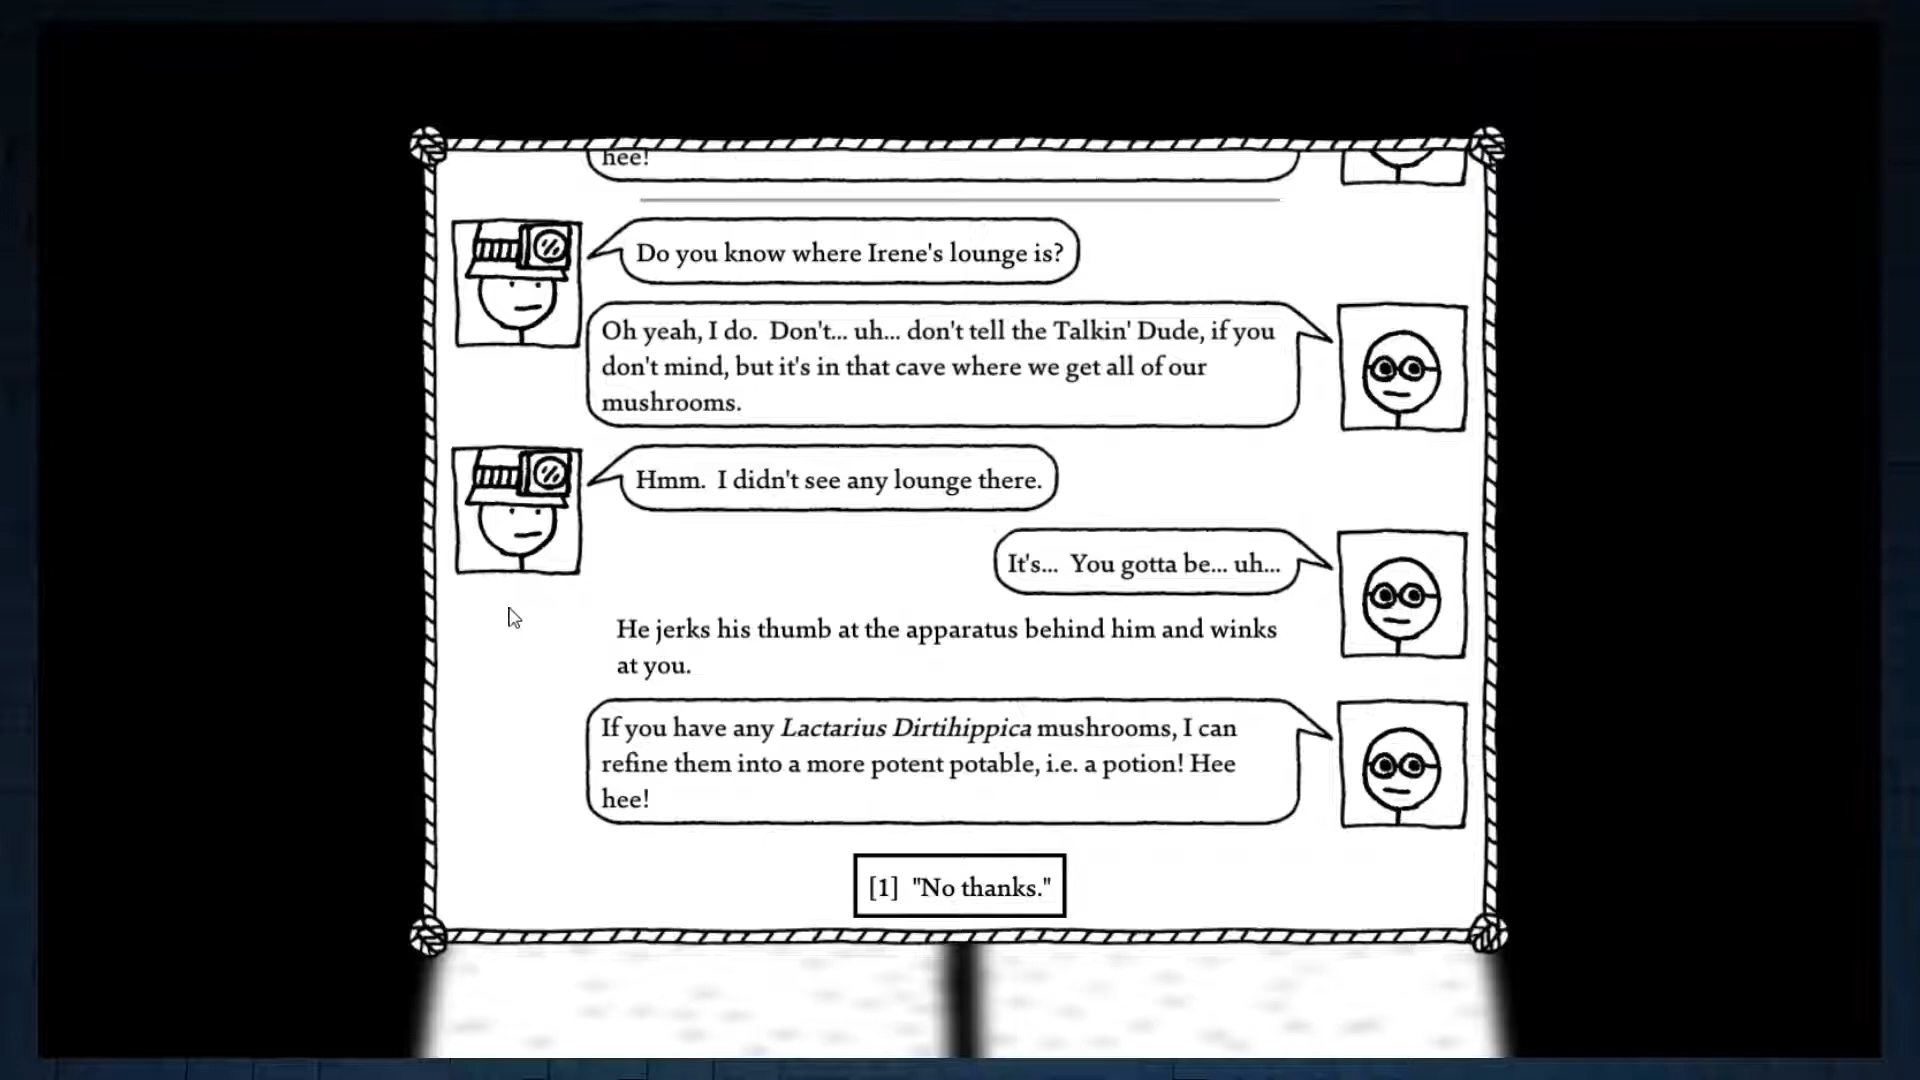 hee!
Do you know where Irene's lounge is?
Oh yeah, I do. Don't... uh... don't tell the Talkin' Dude, if you
don't mind, but it's in that cave where we get all of our
mushrooms.
Hmm. I didn't see any lounge there.
It's... You gotta be... uh...
He jerks his thumb at the apparatus behind him and winks
at you.
If you have any Lactarius Dirtihippica mushrooms, I can
refine them into a more potent potable, i.e. a potion! Hee
hee!
[1] "No thanks."